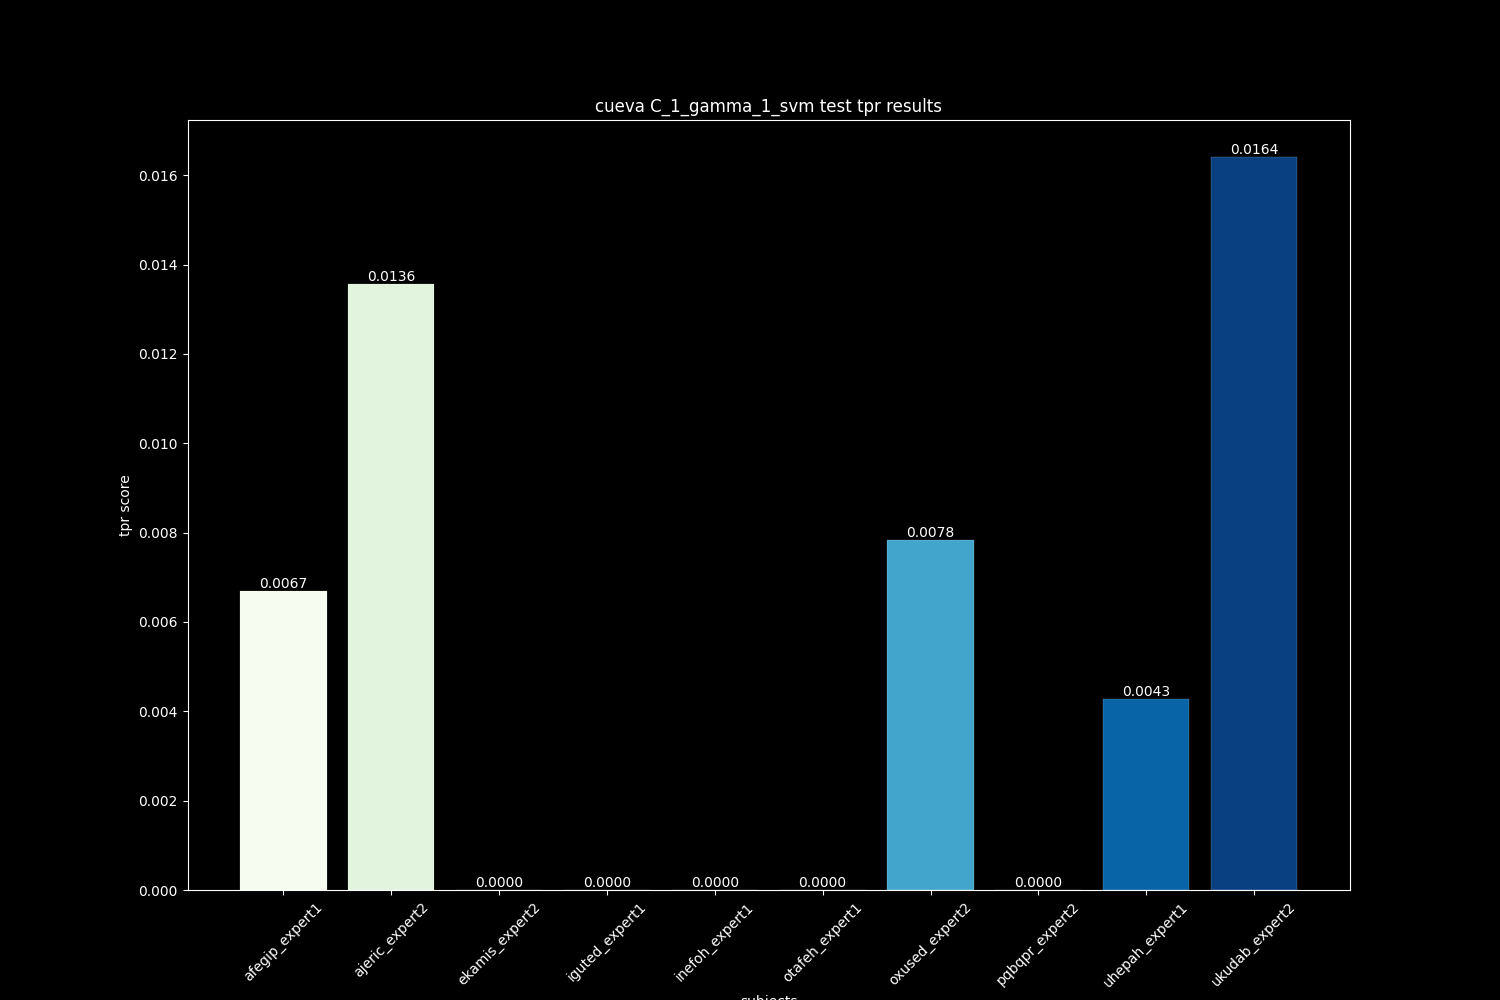 cueva C_1_gamma_1_svm test tpr results
0.0164
0.016
0.014
0.0136
0.012
0.010
tpr score
0.008
0.0078
0.0067
0.006
0.0043
0.004
0.002
0.000
0.0000
0.0000
0.0000
0.0000
0.0000
afegip_expert1
ajeric_expert2
ekamis_expert2
iguted_expert1
inefoh_expert1
otafeh_expert1
oxused_expert2
pqbqpr_expert2
uhepah_expert1
ukudab_expert2
subjects